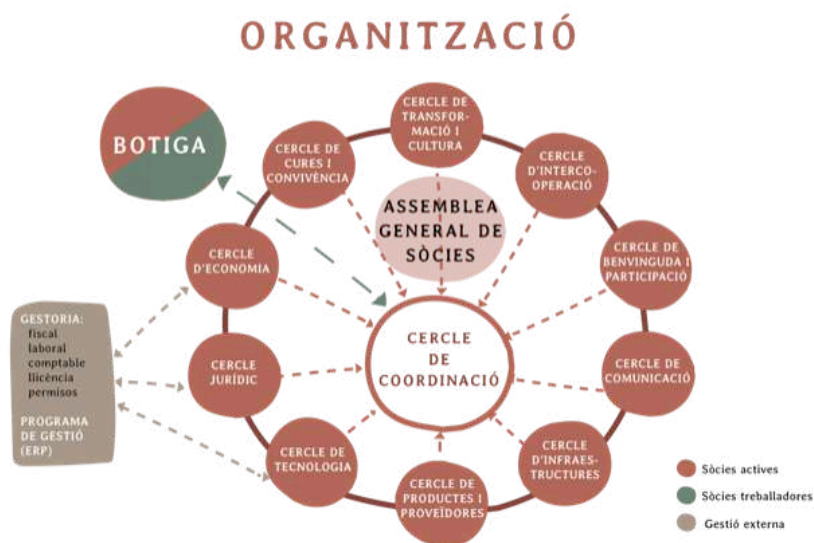 ORGANITZACIÓ
BOTIGA
CERCLE DE
TRANSFOR-
MACIÓ I
CULTURA
CERCLE DE
CURES I
CONVIVÈNCIA
CERCLE
D'INTERCO-
OPERACIÓ
ASSEMBLEA
GENERAL DE
SÒCIES
CERCLE
D'ECONOMIA
CERCLE DE
BENVINGUDA I
PARTICIPACIÓ
GESTORIA:
fiscal
laboral
comptable
llicència
permisos
PROGRAMA
DE GESTIÓ
(ERP)
CERCLE
JURÍDIC
CERCLE
DE
COORDINACIÓ
CERCLE DE
COMUNICACIÓ
CERCLE DE
TECNOLOGIA
CERCLE DE
PRODUCTES I
PROVEÏDORES
CERCLE
D'INFRAES-
TRUCTURES
Sòcies actives
Sòcies treballadores
Gestió externa